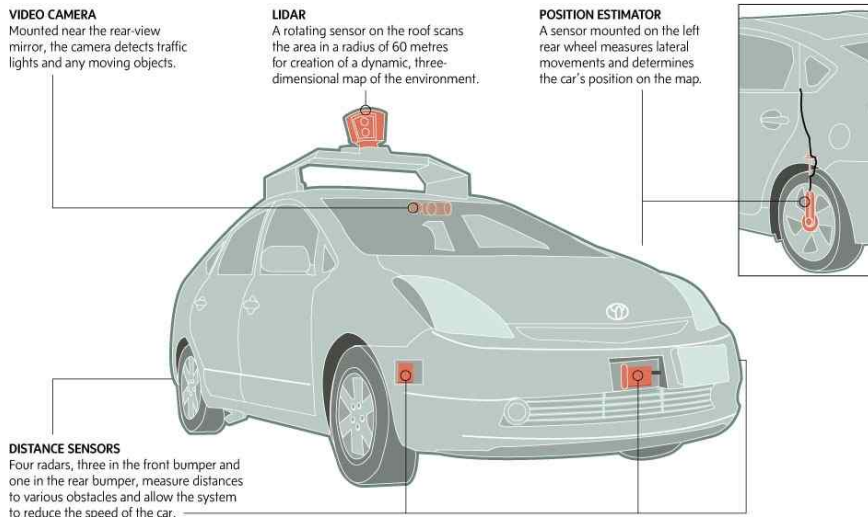 VIDEO CAMERA
Mounted near the rear-view
mirror, the camera detects traffic
lights and any moving objects.
LIDAR
A rotating sensor on the roof scans
the area in a radius of 60 metres
for creation of a dynamic, three-
dimensional map of the environment.
POSITION ESTIMATOR
A sensor mounted on the left
rear wheel measures lateral
movements and determines
the car's position on the map.
DISTANCE SENSORS
Four radars, three in the front bumper and
one in the rear bumper, measure distances
to various obstacles and allow the system
to reduce the speed of the car.